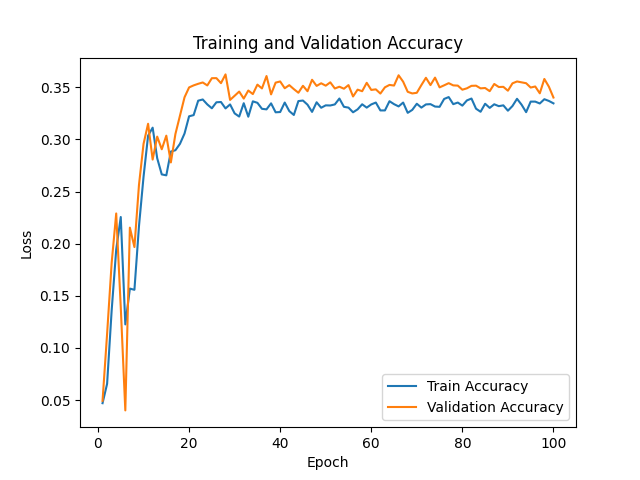 Training and Validation Accuracy
Loss
0.35
0.30
0.25
0.20
0.15
0.10
0.05
Train Accuracy
Validation Accuracy
0 20 40 60 80 100
Epoch